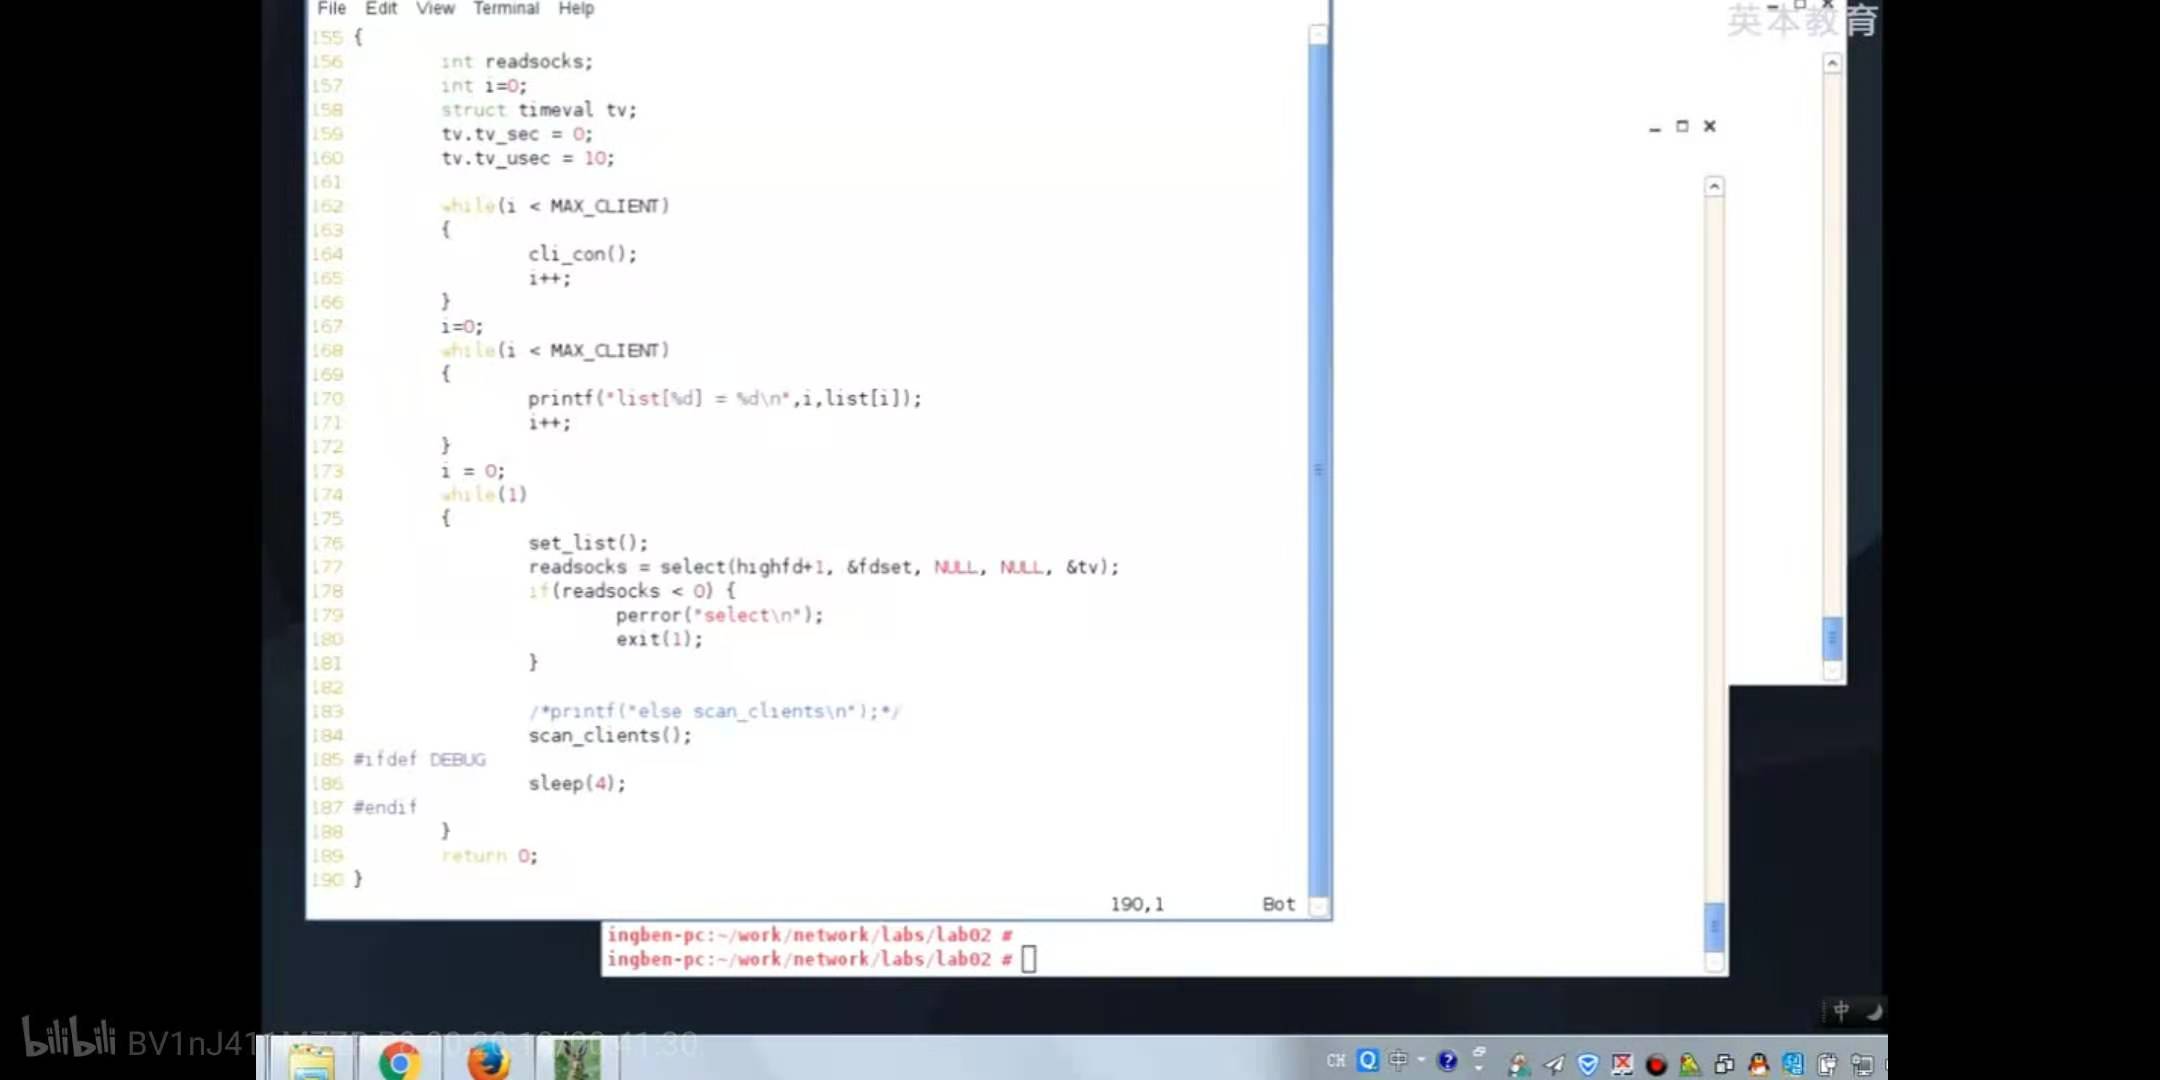 File Edit View Terminal Help
英本教育
155 {
156 int readsocks;
157 int i=0;
158 struct timeval tv;
159 tv.tv_sec = 0;
160 tv.tv_usec = 10;
161
162 while(i < MAX_CLIENT)
163 {
164 cli_con();
165 i++;
166 }
167 i=0;
168 while(i < MAX_CLIENT)
169 {
170 printf("list[%d] = %d\n",i,list[i]);
171 i++;
172 }
173 i = 0;
174 while(1)
175 {
176 set_list();
177 readsocks = select(highfd+1, &fdset, NULL, NULL, &tv);
178 if(readsocks < 0) {
179 perror("select\n");
180 exit(1);
181 }
182
183 /*printf("else scan_clients\n");*/
184 scan_clients();
185 #ifdef DEBUG
186 sleep(4);
187 #endif
188 }
189 return 0;
190 }
190,1 Bot
ingben-pc:~/work/network/labs/lab02 #
ingben-pc:~/work/network/labs/lab02 #
中
bilibili
CH 中